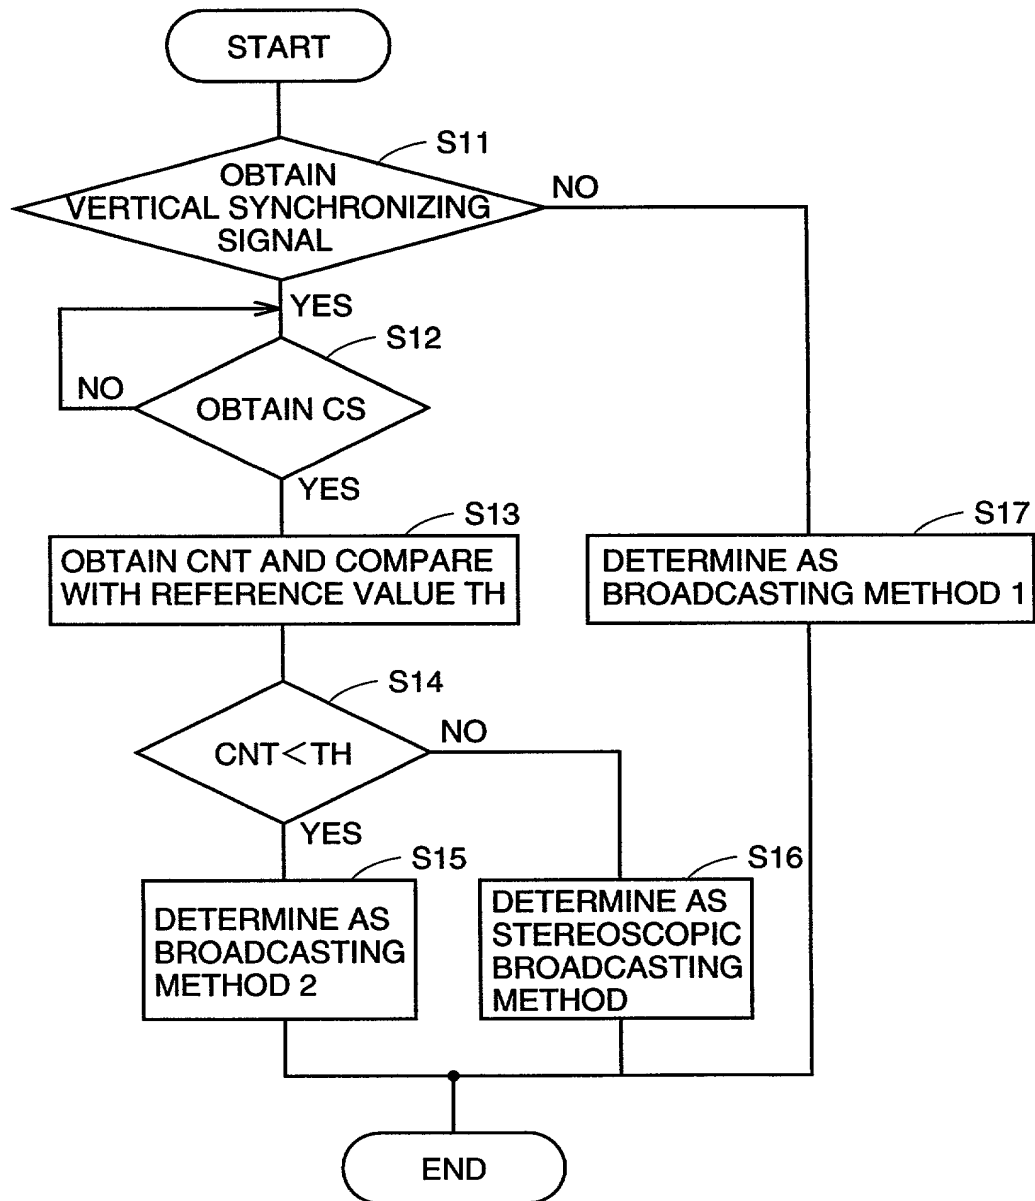 START
S11
OBTAIN
VERTICAL SYNCHRONIZING
SIGNAL
NO
YES
S12
NO
OBTAIN CS
YES
S13
OBTAIN CNT AND COMPARE
WITH REFERENCE VALUE TH
S17
DETERMINE AS
BROADCASTING METHOD 1
S14
CNT<TH
NO
YES
S15
DETERMINE AS
BROADCASTING
METHOD 2
S16
DETERMINE AS
STEREOSCOPIC
BROADCASTING
METHOD
END